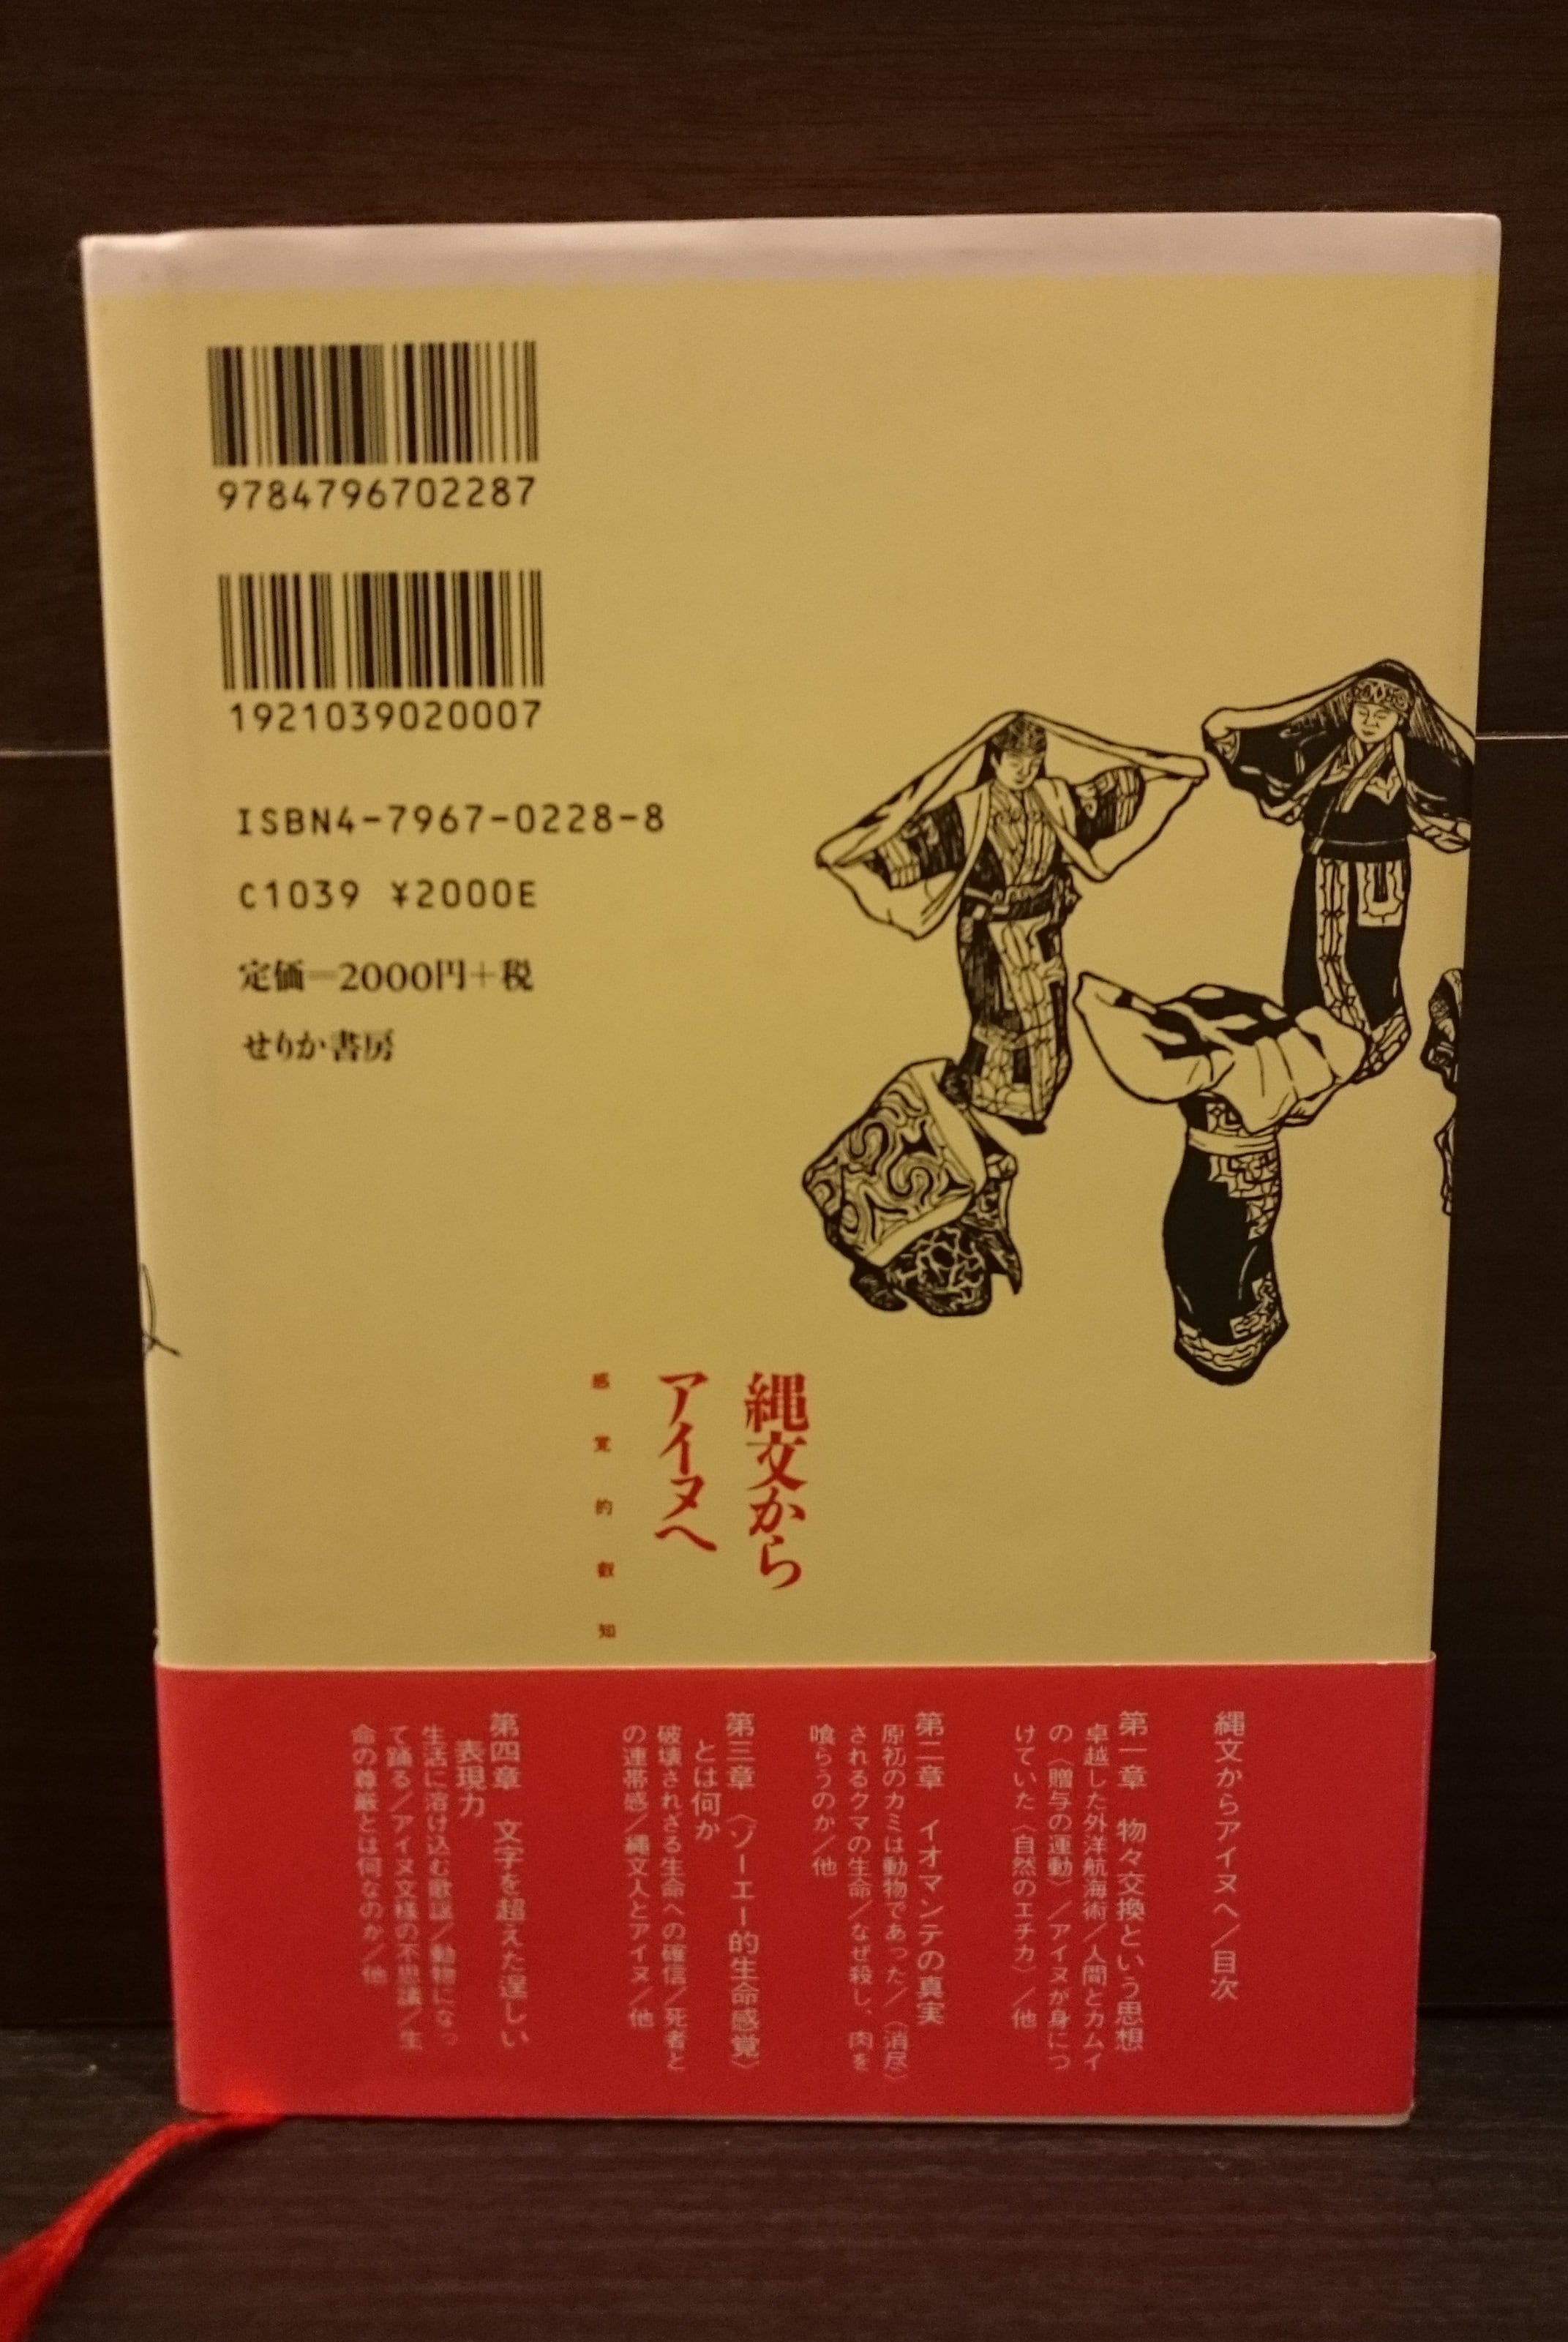 9784796702287
1921039020007
ISBN4-7967-0228-8
C1039 ¥2000E
定価＝2000円＋税
せりか書房
縄文から
アイヌへ
感覚的叡知
縄文からアイヌへ／目次
第一章　物々交換という思想
卓越した外洋航海術／人間とカムイ
の〈贈与の運動〉／アイヌが身につ
けていた〈自然のエチカ〉／他
第二章　イオマンテの真実
原初のカミは動物であった／〈消尽〉
されるクマの生命／なぜ殺し、肉を
喰らうのか／他
第三章　〈ゾーエー的生命感覚〉
とは何か
破壊されざる生命への確信／死者と
の連帯感／縄文人とアイヌ／他
第四章　文字を超えた逞しい
表現力
生活に溶け込む歌謡／動物になっ
て踊る／アイヌ文様の不思議／生
命の尊厳とは何なのか／他